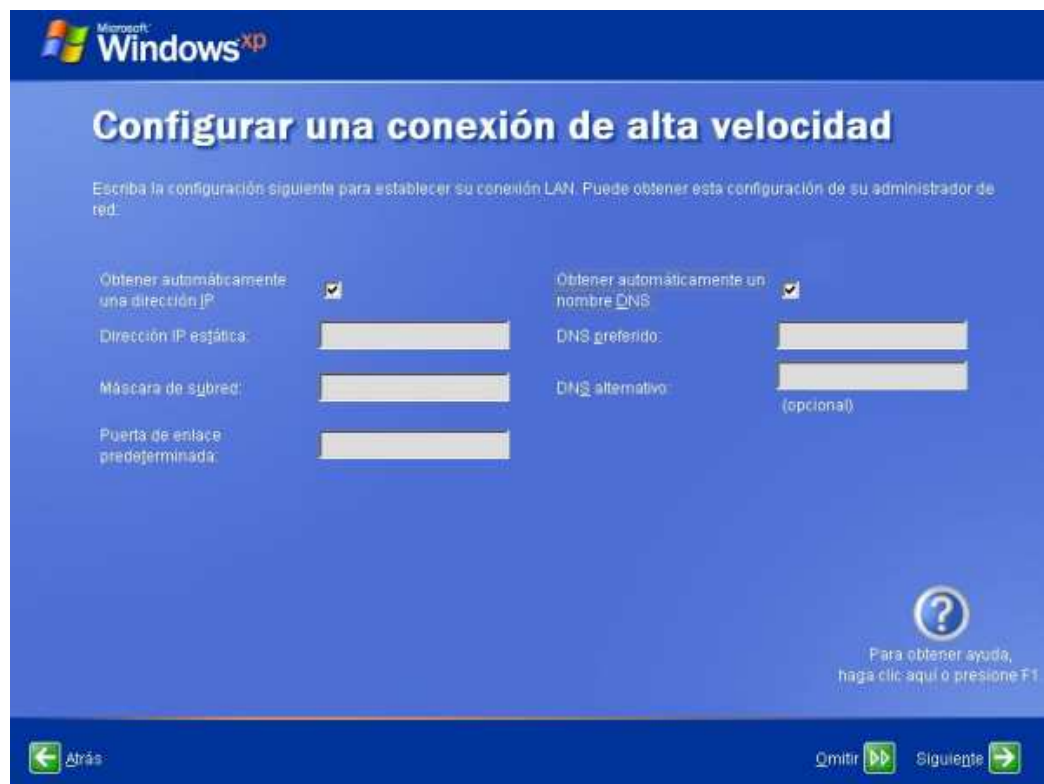 Microsoft
Windows xp
Configurar una conexión de alta velocidad
Escriba la configuración siguiente para establecer su conexión LAN. Puede obtener esta configuración de su administrador de
red.
Obtener automáticamente
una dirección IP
Dirección IP estática:
Máscara de subred:
Puerta de enlace
predeterminada:
Obtener automáticamente un
nombre DNS
DNS preferido:
DNS alternativo:
(opcional)
Para obtener ayuda,
haga clic aquí o presione F1
Atrás
Omitir
Siguiente